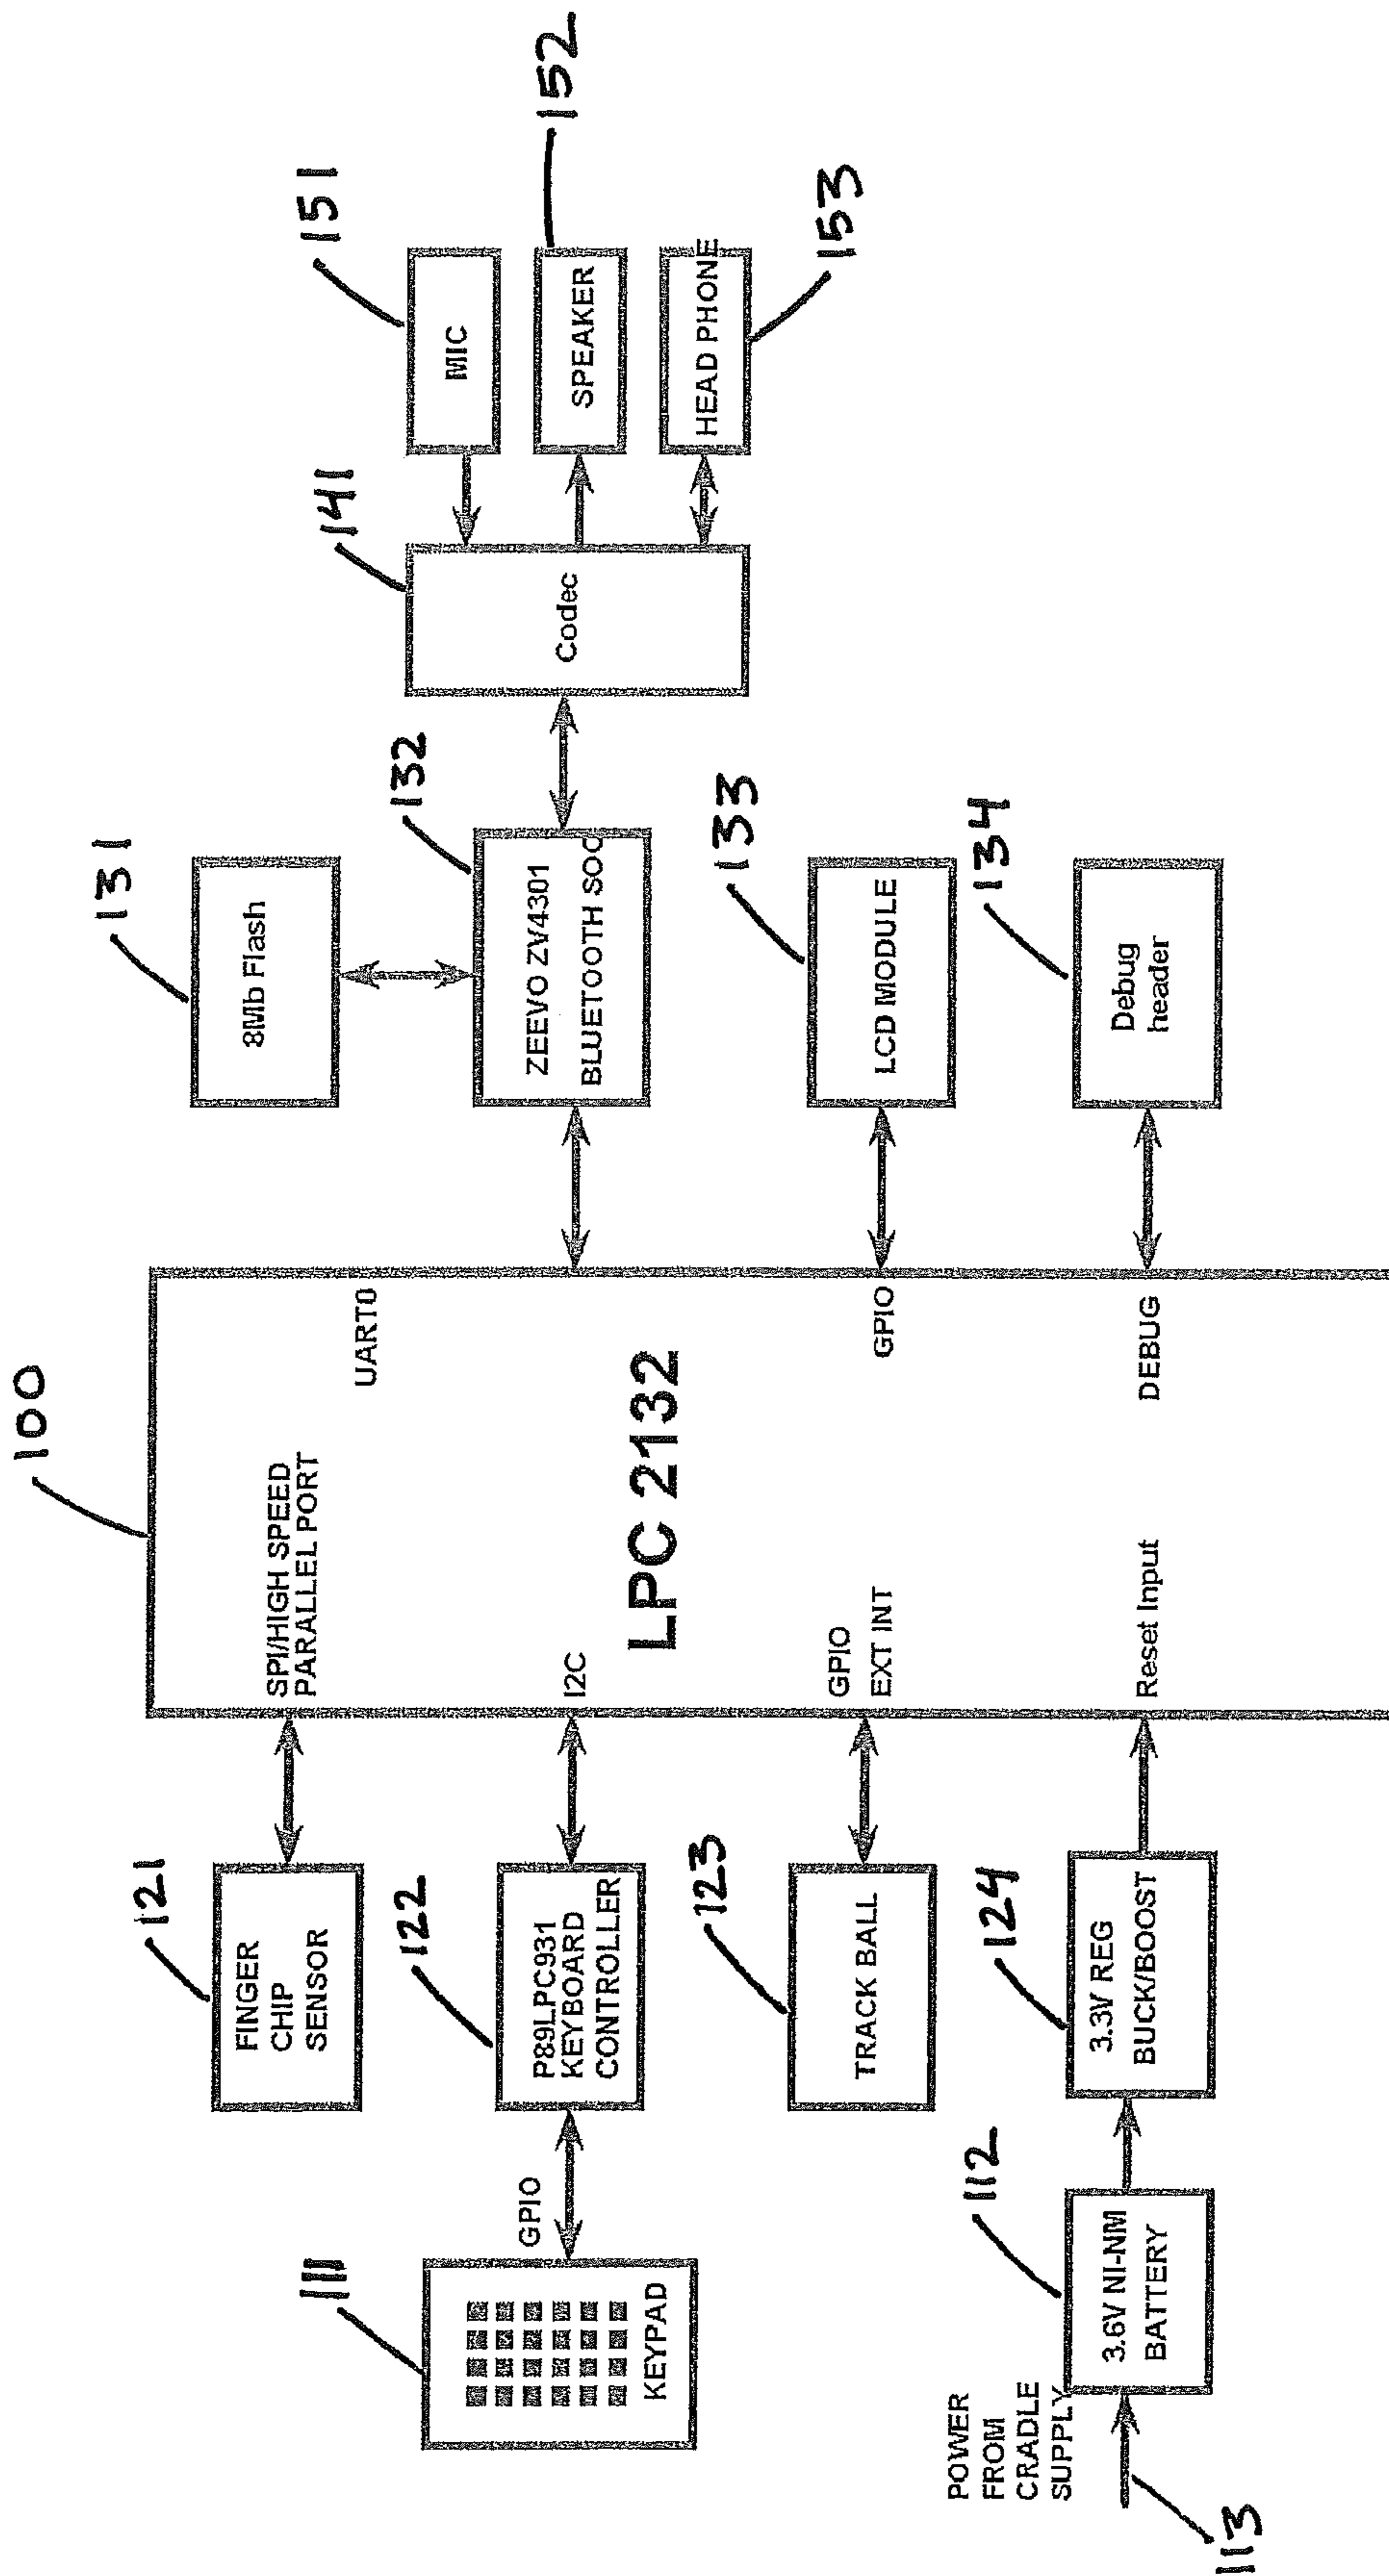 100
SPI/HIGH SPEED
PARALLEL PORT
UART0
I2C
LPC 2132
GPIO
EXT INT
GPIO
Reset Input
DEBUG
121
FINGER
CHIP
SENSOR
111
KEYPAD
GPIO
122
P89LPC931
KEYBOARD
CONTROLLER
123
TRACK BALL
POWER
FROM
CRADLE
SUPPLY
113
112
3.6V NI-NM
BATTERY
124
3.3V REG
BUCK/BOOST
131
8Mb Flash
132
ZEEVO ZV4301
BLUETOOTH SOC
133
LCD MODULE
134
Debug
header
141
Codec
151
MIC
152
SPEAKER
HEAD PHONE
153